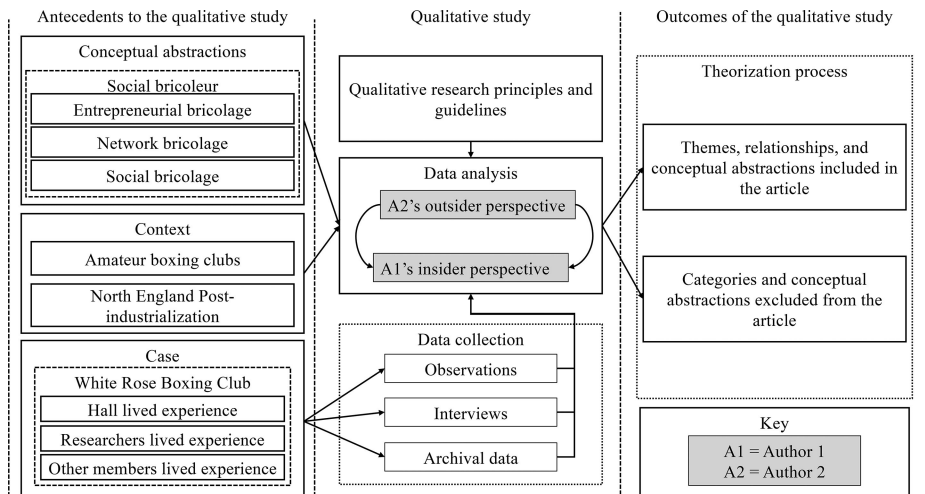 Antecedents to the qualitative study
Conceptual abstractions
Social bricoleur
Entrepreneurial bricolage
Network bricolage
Social bricolage
Context
Amateur boxing clubs
North England Post-
industrialization
Case
White Rose Boxing Club
Hall lived experience
Researchers lived experience
Other members lived experience
Qualitative study
Qualitative research principles and
guidelines
Data analysis
A2's outsider perspective
A1's insider perspective
Data collection
Observations
Interviews
Archival data
Outcomes of the qualitative study
Theorization process
Themes, relationships, and
conceptual abstractions included in
the article
Categories and conceptual
abstractions excluded from the
article
Key
A1 = Author 1
A2 = Author 2